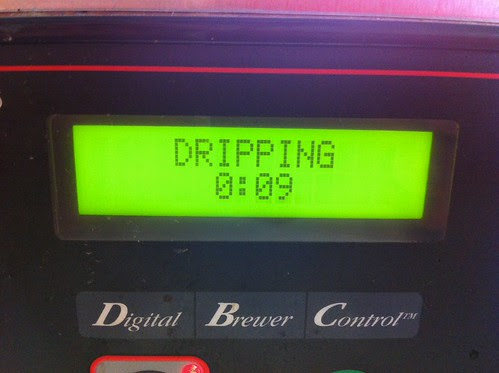 DRIPPING
0:09
Digital Brewer Control™